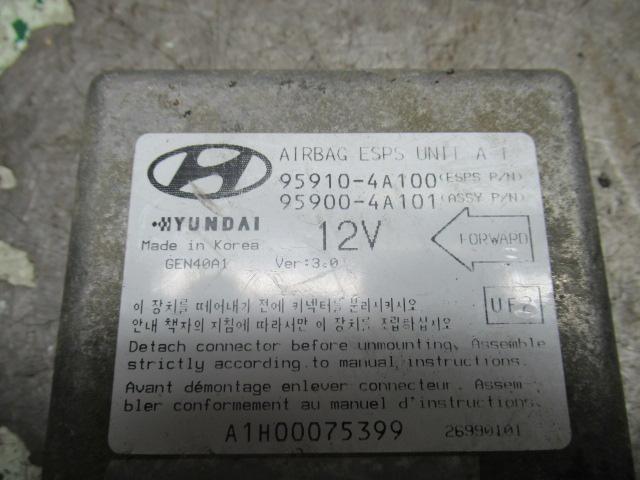 AIRBAG ESPS UNIT A-T
95910-4A100 (ESPS P/N)
95900-4A101 (ASSY P/N)
HYUNDAI
12V
FORWARD
Made in Korea
GEN40A1
Ver:3.0
이 장치를 떼어내기 전에 커넥터를 분리시키시오
안내 책자의 지침에 따라서만 이 장치를 조립하십시오
Detach connector before unmounting. Assemble
strictly according to manual instructions.
Avant démontage enlever connecteur. Assem-
bler conformement au manuel d'instructions.
A1H00075399
26990101